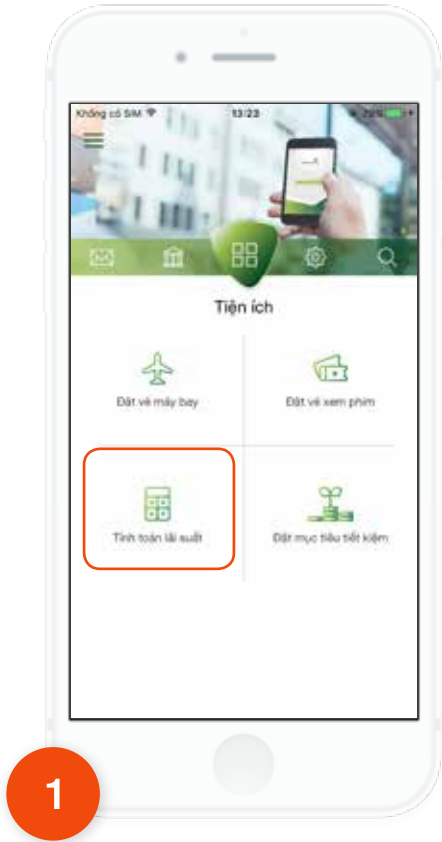 Không có SIM 13:23
Tiện ích
Đặt vé máy bay Đặt vé xem phim
Tính toán lãi suất Đặt mục tiêu tiết kiệm
1